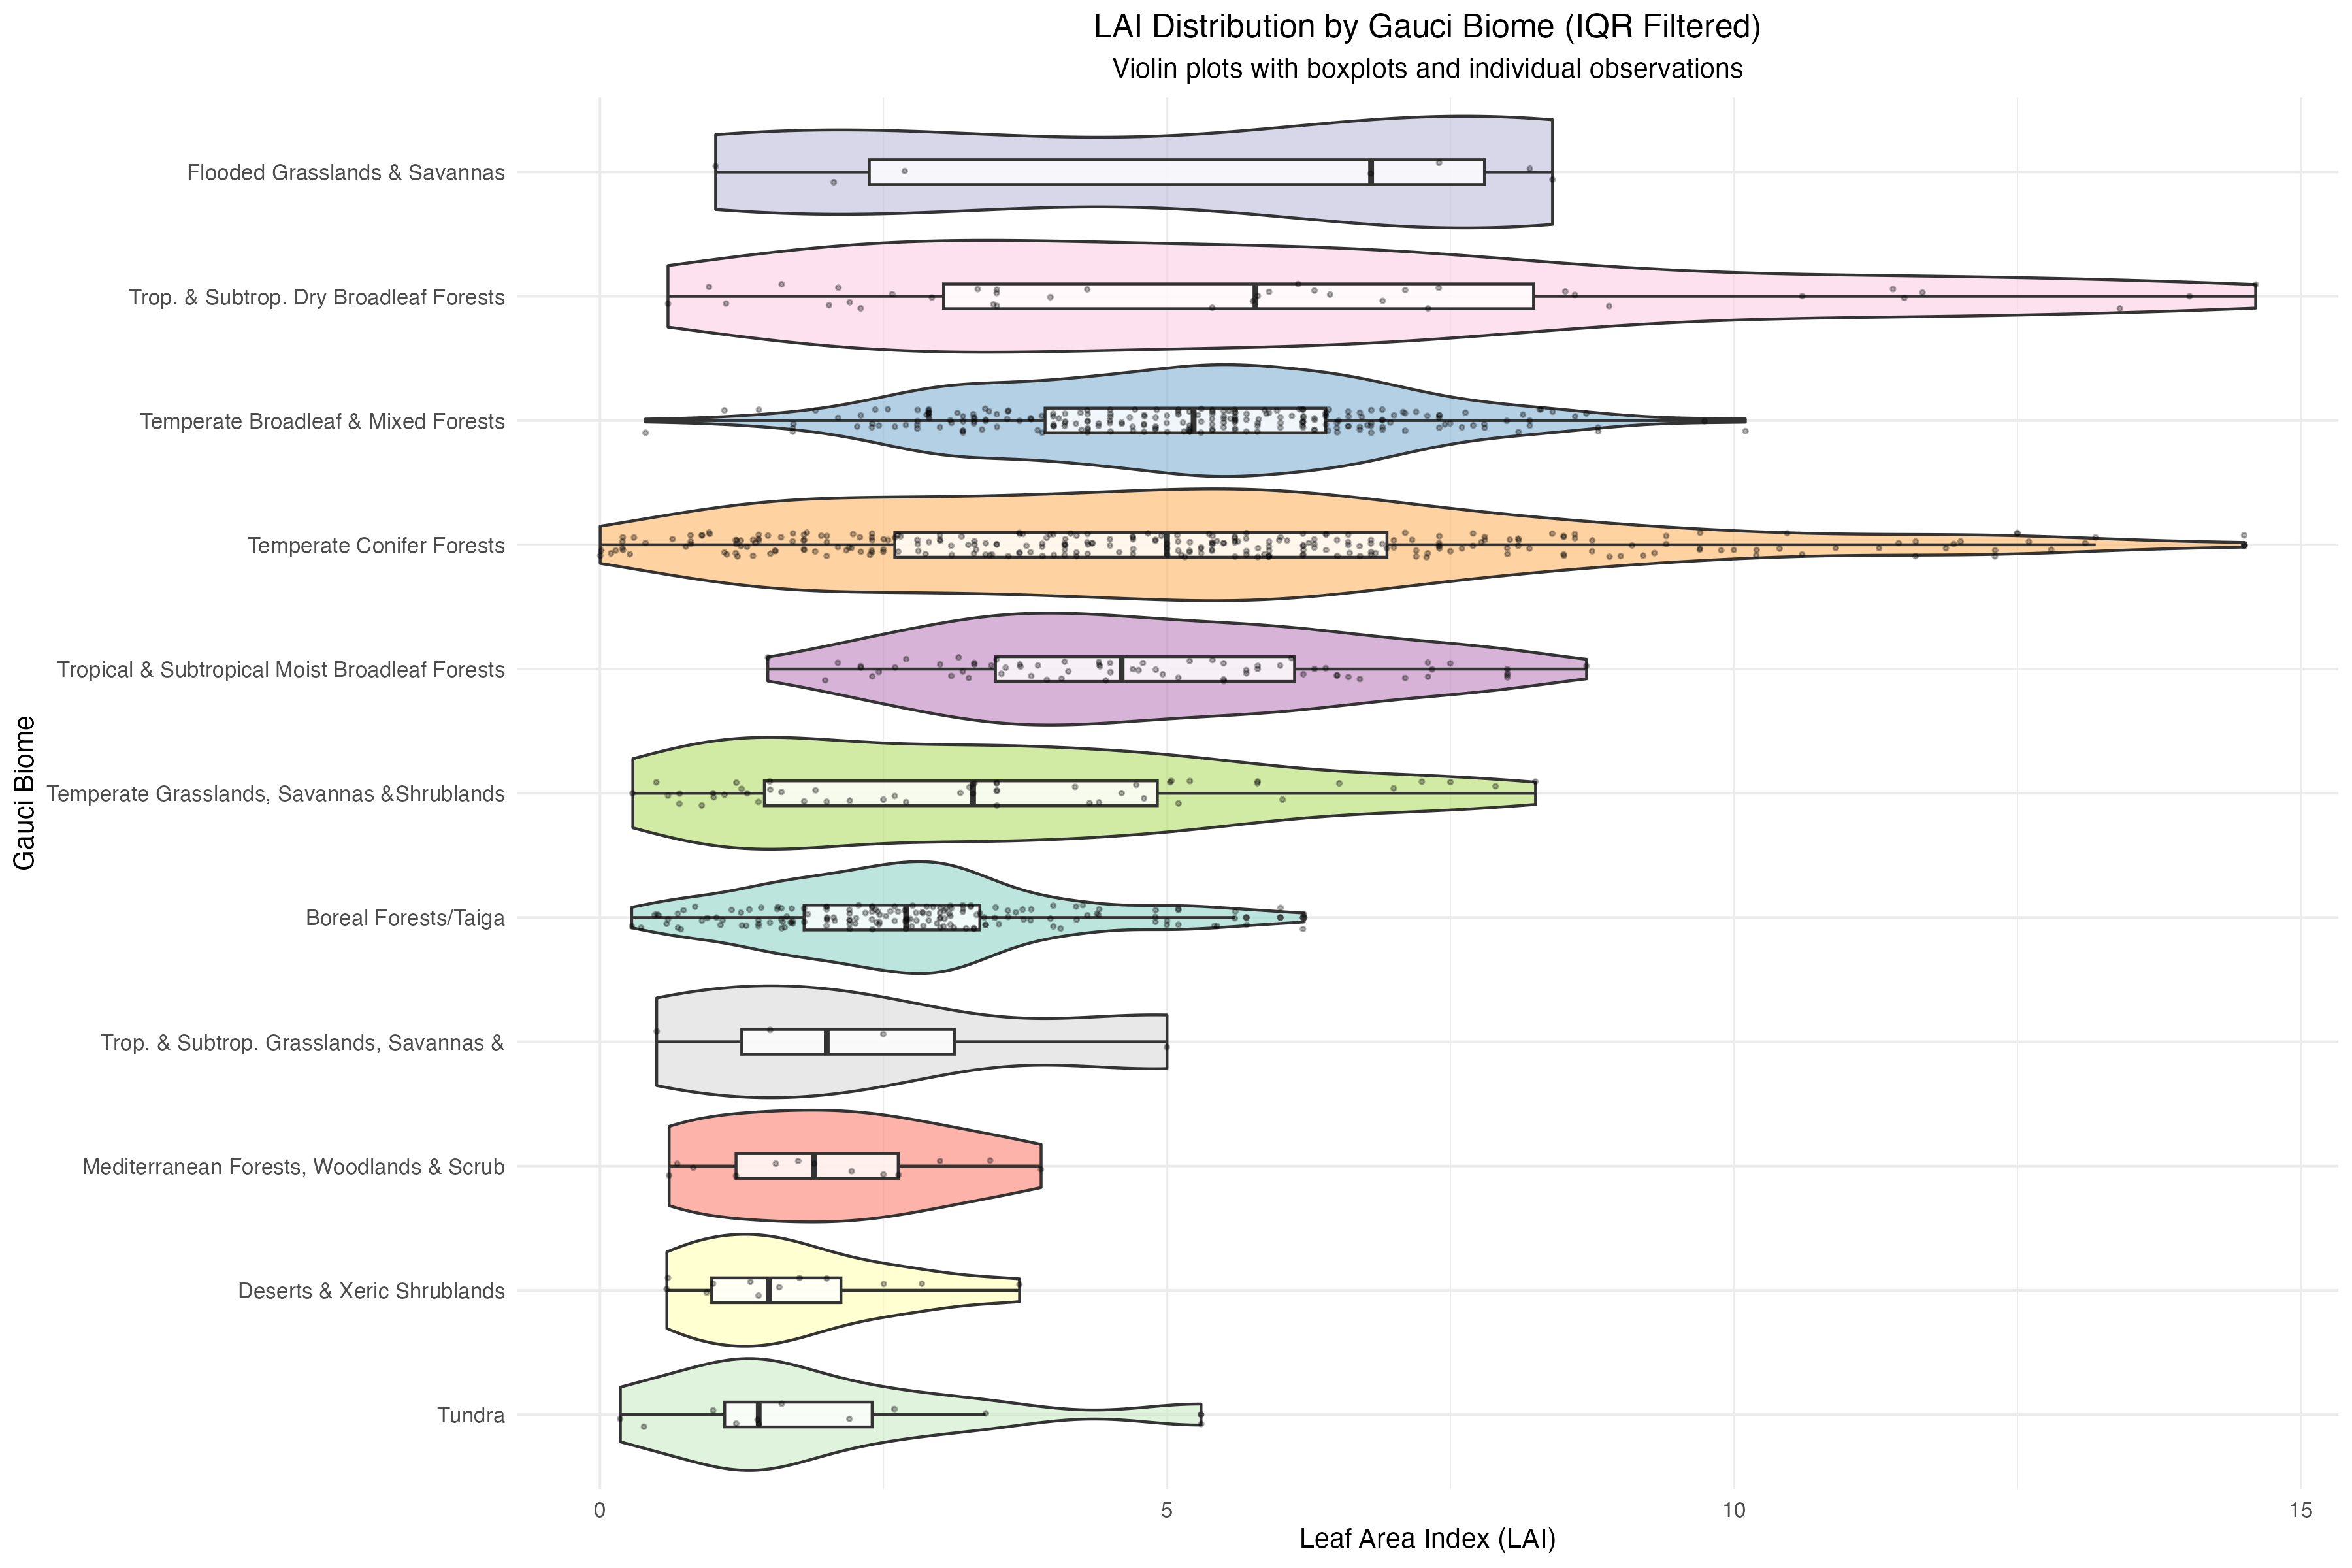 LAI Distribution by Gauci Biome (IQR Filtered)
Violin plots with boxplots and individual observations
Gauci Biome
Flooded Grasslands & Savannas
Trop. & Subtrop. Dry Broadleaf Forests
Temperate Broadleaf & Mixed Forests
Temperate Conifer Forests
Tropical & Subtropical Moist Broadleaf Forests
Temperate Grasslands, Savannas &Shrublands
Boreal Forests/Taiga
Trop. & Subtrop. Grasslands, Savannas &
Mediterranean Forests, Woodlands & Scrub
Deserts & Xeric Shrublands
Tundra
0 5 10 15
Leaf Area Index (LAI)